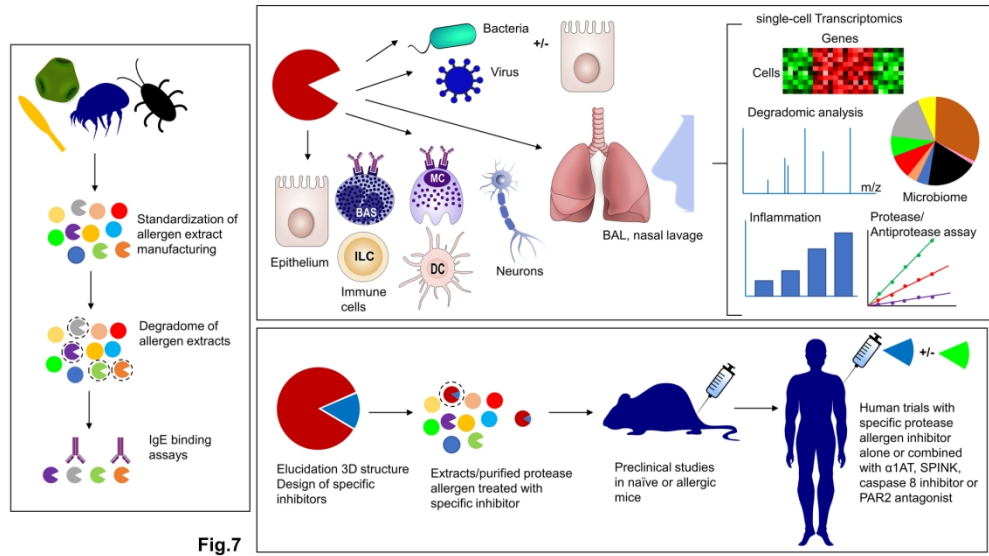 Standardization of
allergen extract
manufacturing
Degradome of
allergen extracts
IgE binding
assays
Fig.7
Bacteria
+/-
Virus
Epithelium
BAS
MC
ILC
DC
Immune
cells
Neurons
BAL, nasal lavage
single-cell Transcriptomics
Genes
Cells
Degradomic analysis
m/z
Microbiome
Inflammation
Protease/
Antiprotease assay
Elucidation 3D structure
Design of specific
inhibitors
Extracts/purified protease
allergen treated with
specific inhibitor
Preclinical studies
in naïve or allergic
mice
+/-
Human trials with
specific protease
allergen inhibitor
alone or combined
with α1AT, SPINK,
caspase 8 inhibitor or
PAR2 antagonist